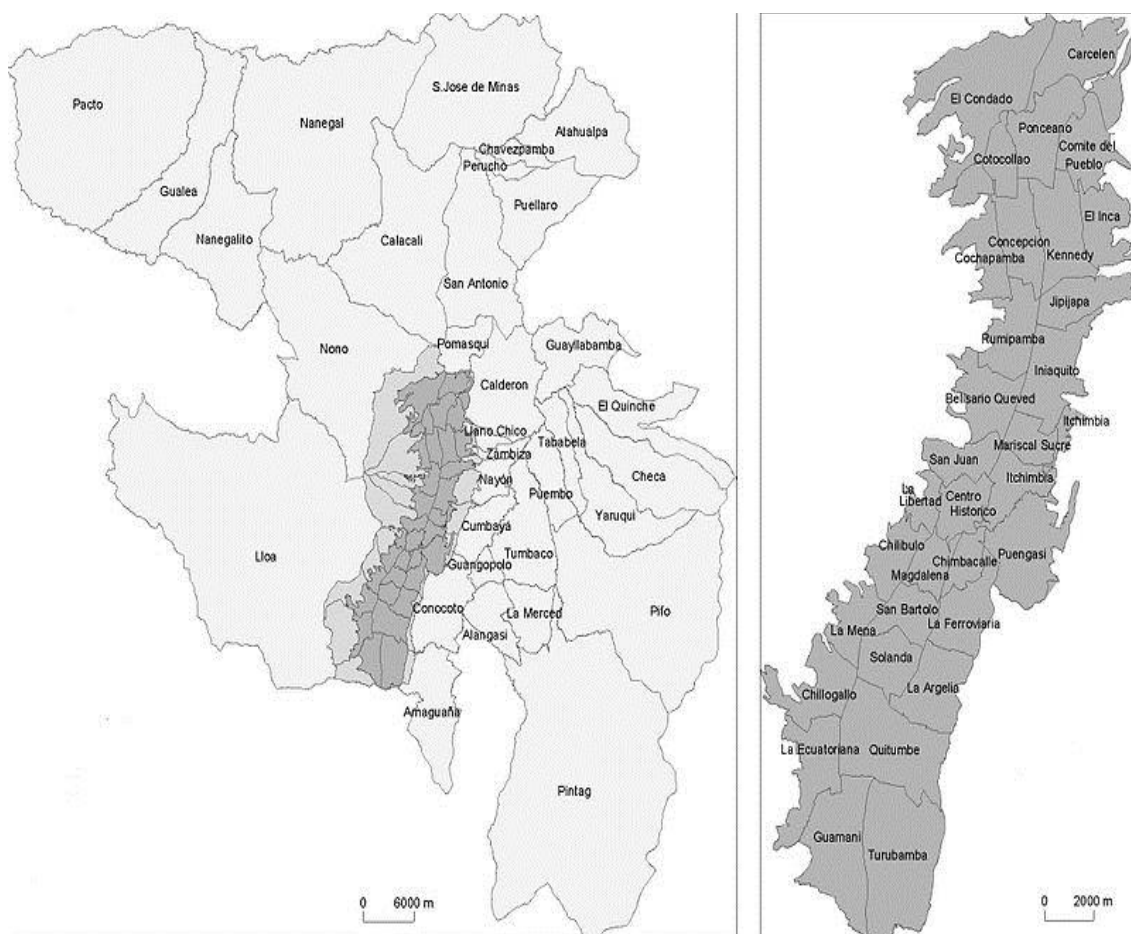 Pacto
Nanegal
S.Jose de Minas
Atahualpa
Chavezpamba
Perucho
Gualea
Puellaro
Nanegalito
Calacali
San Antonio
Nono
Pomasqui
Guayllabamba
Calderon
El Quinche
Llano Chico
Tababela
Zambiza
Checa
Nayón
Puembo
Yaruqui
Cumbayá
Lloa
Tumbaco
Guangopolo
Conocoto
La Merced
Pifo
Alangasi
Amaguaña
Pintag
0 6000 m
Carcelen
El Condado
Ponceano
Comite del
Pueblo
Cotocollao
El Inca
Concepción
Cochapamba
Kennedy
Jipijapa
Rumipamba
Iniaquito
Belisario Queved
Itchimbia
Mariscal Sucre
San Juan
Itchimbia
La
Libertad
Centro
Historico
Chilibulo
Chimbacalle
Puengasi
Magdalena
San Bartolo
La Mena
La Ferroviaria
Solanda
Chillogallo
La Argelia
La Ecuatoriana
Quitumbe
Guamani
Turubamba
0 2000 m